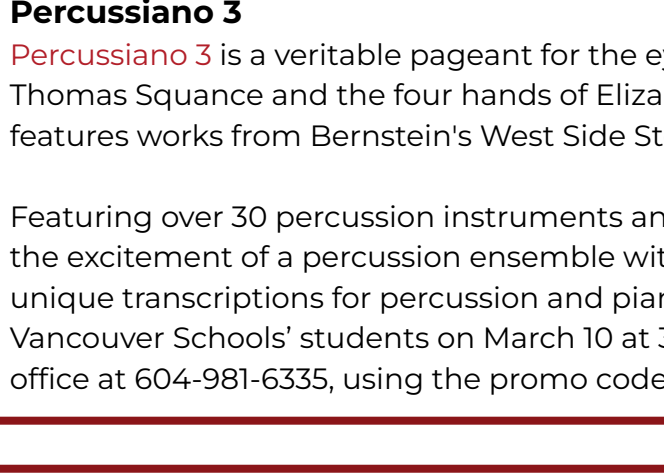 Percussiano 3
Percussiano 3 is a veritable pageant for the
Thomas Squance and the four hands of Eliza
features works from Bernstein's West Side St
Featuring over 30 percussion instruments an
the excitement of a percussion ensemble wit
unique transcriptions for percussion and pian
Vancouver Schools’ students on March 10 at 3
office at 604-981-6335, using the promo code